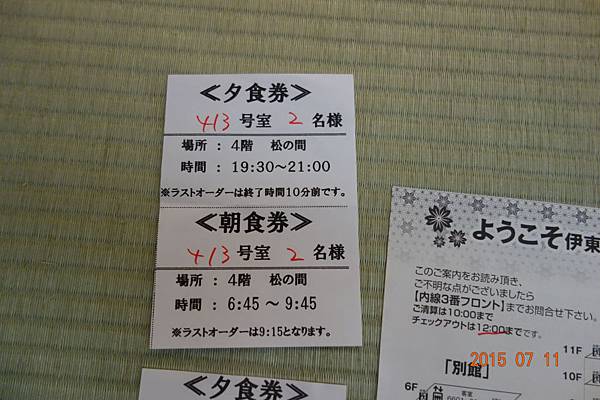 ≪夕食券≫
413 号室 2 名様
場所 : 4階 松の間
時間 : 19:30～21:00
※ラストオーダーは終了時間10分前です。
≪朝食券≫
413 号室 2 名様
場所 : 4階 松の間
時間 : 6:45 ～ 9:45
※ラストオーダーは9:15となります。
≪夕食券≫
ようこそ伊東
このご案内をお読み頂き、
ご不明な点がございましたら
【内線3番フロント】までお問合せ下さい。
ご清算は10:00まで
チェックアウトは12:00までです。
11F
「別館」
10F
6F
客室
2015 07 11